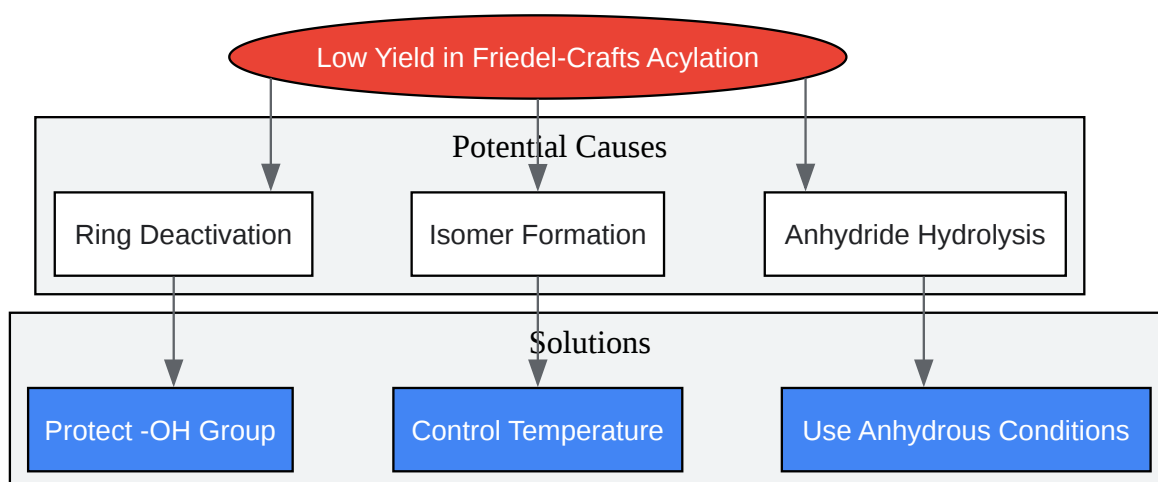 Low Yield in Friedel-Crafts Acylation
Potential Causes
Ring Deactivation
Isomer Formation
Anhydride Hydrolysis
Solutions
Protect -OH Group
Control Temperature
Use Anhydrous Conditions